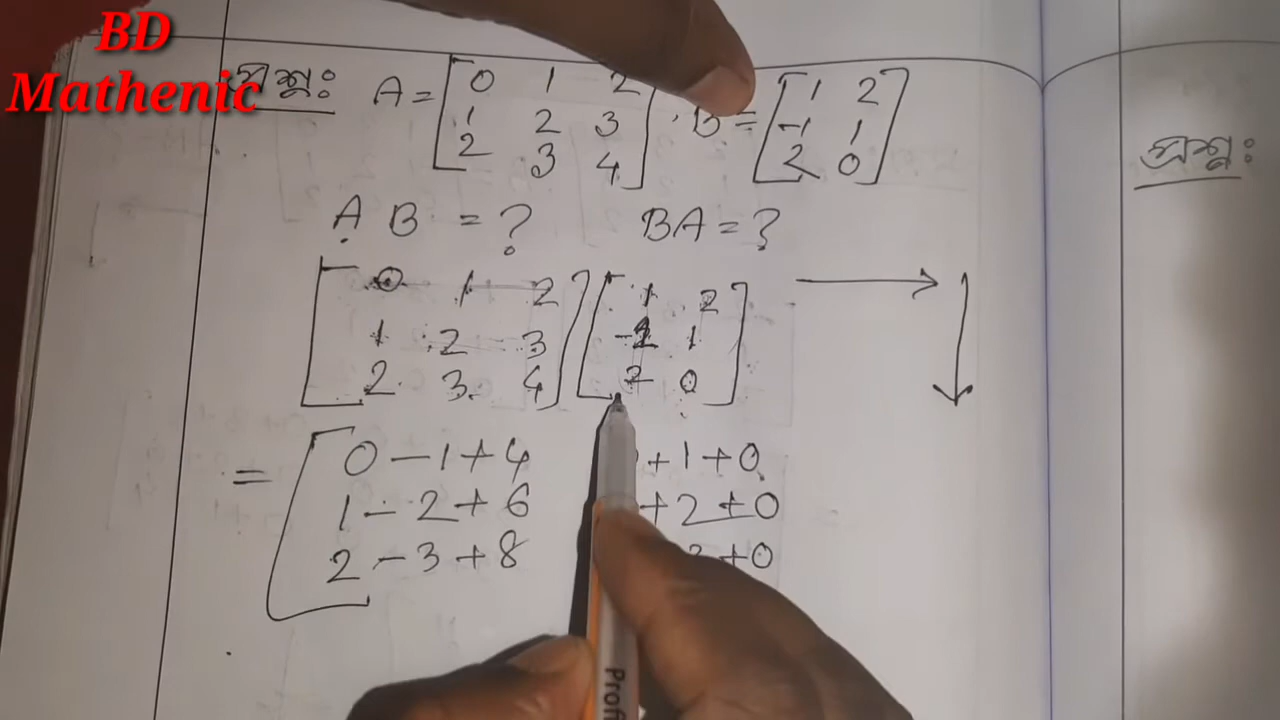 BD
Mathenic
প্রশ্ন: A = [0 1 2 . B = [1 2]
1 2 3 -1 1
2 3 4] 2 0]
প্রশ্ন:
A B = ? BA = ?
[0 1 2] [1 2]
1 2 3 1
2 3 4 2 0
= [0 - 1 + 4 + 1 + 0
1 - 2 + 6 + 2 + 0
2 - 3 + 8 + 0
Profi